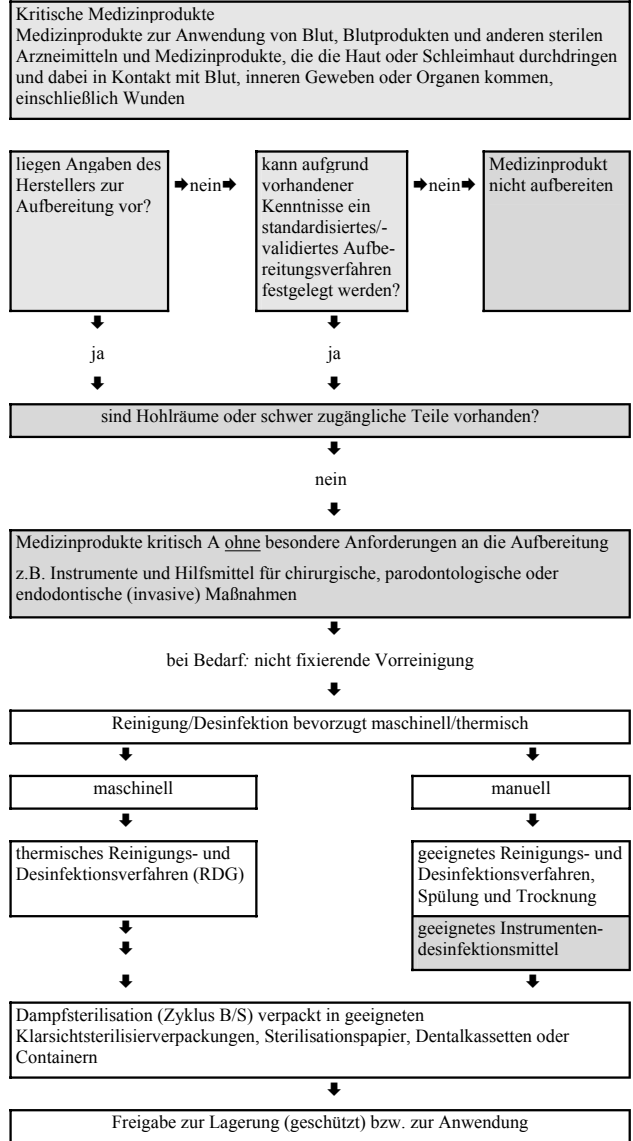 Kritische Medizinprodukte
Medizinprodukte zur Anwendung von Blut, Blutprodukten und anderen sterilen
Arzneimitteln und Medizinprodukte, die die Haut oder Schleimhaut durchdringen
und dabei in Kontakt mit Blut, inneren Geweben oder Organen kommen,
einschließlich Wunden
liegen Angaben des
Herstellers zur
Aufbereitung vor?
➡nein➡
kann aufgrund
vorhandener
Kenntnisse ein
standardisiertes/-
validiertes Aufbe-
reitungsverfahren
festgelegt werden?
➡nein➡
Medizinprodukt
nicht aufbereiten
ja
ja
sind Hohlräume oder schwer zugängliche Teile vorhanden?
nein
Medizinprodukte kritisch A ohne besondere Anforderungen an die Aufbereitung
z.B. Instrumente und Hilfsmittel für chirurgische, parodontologische oder
endodontische (invasive) Maßnahmen
bei Bedarf: nicht fixierende Vorreinigung
Reinigung/Desinfektion bevorzugt maschinell/thermisch
maschinell
manuell
thermisches Reinigungs- und
Desinfektionsverfahren (RDG)
geeignetes Reinigungs- und
Desinfektionsverfahren,
Spülung und Trocknung
geeignetes Instrumenten-
desinfektionsmittel
Dampfsterilisation (Zyklus B/S) verpackt in geeigneten
Klarsichtsterilisierverpackungen, Sterilisationspapier, Dentalkassetten oder
Containern
Freigabe zur Lagerung (geschützt) bzw. zur Anwendung